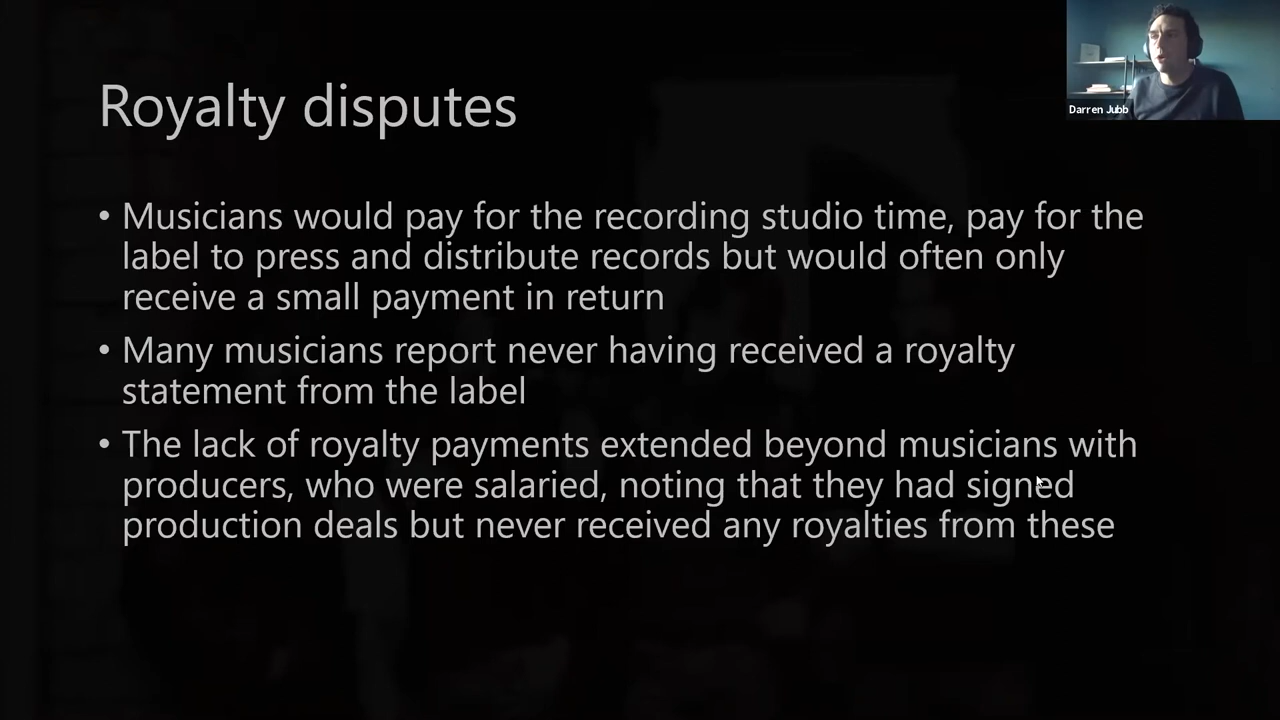 Royalty disputes
• Musicians would pay for the recording studio time, pay for the
label to press and distribute records but would often only
receive a small payment in return
• Many musicians report never having received a royalty
statement from the label
• The lack of royalty payments extended beyond musicians with
producers, who were salaried, noting that they had signed
production deals but never received any royalties from these
Darren Jubb